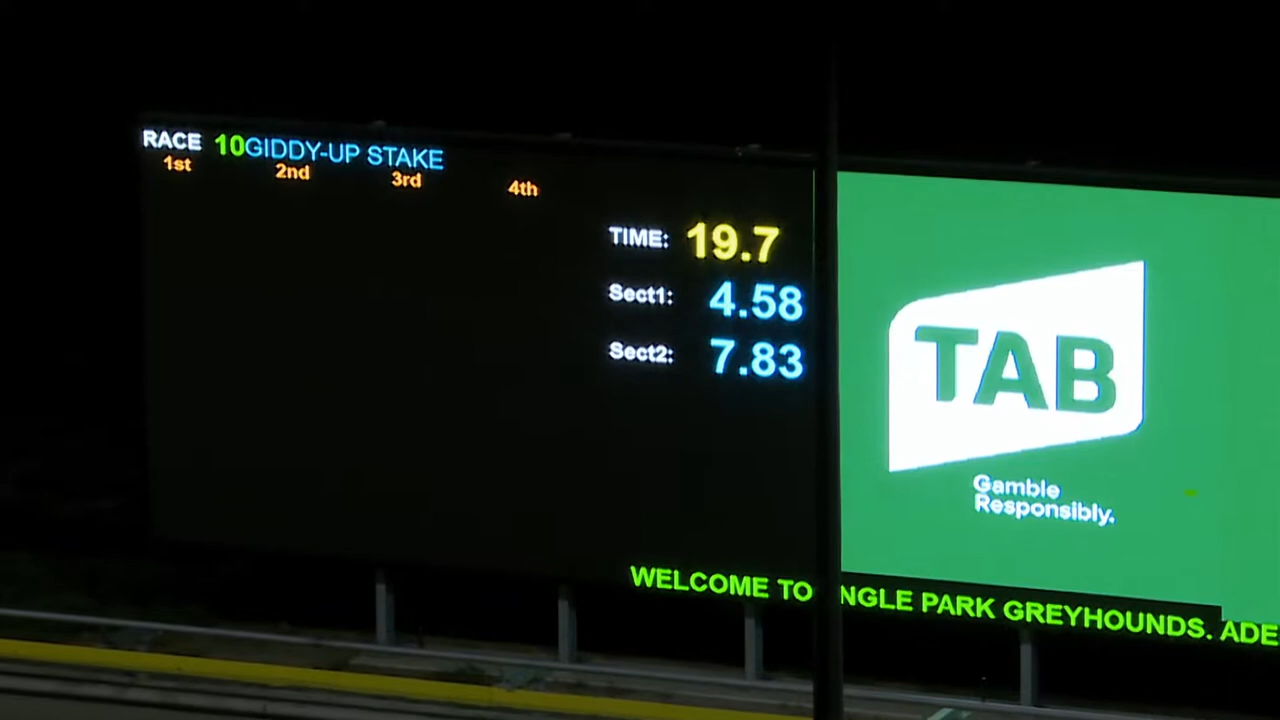 RACE 10GIDDY-UP STAKE
1st 2nd 3rd 4th
TIME: 19.7
Sect1: 4.58
Sect2: 7.83
TAB
Gamble
Responsibly.
WELCOME TO NGLE PARK GREYHOUNDS. ADE